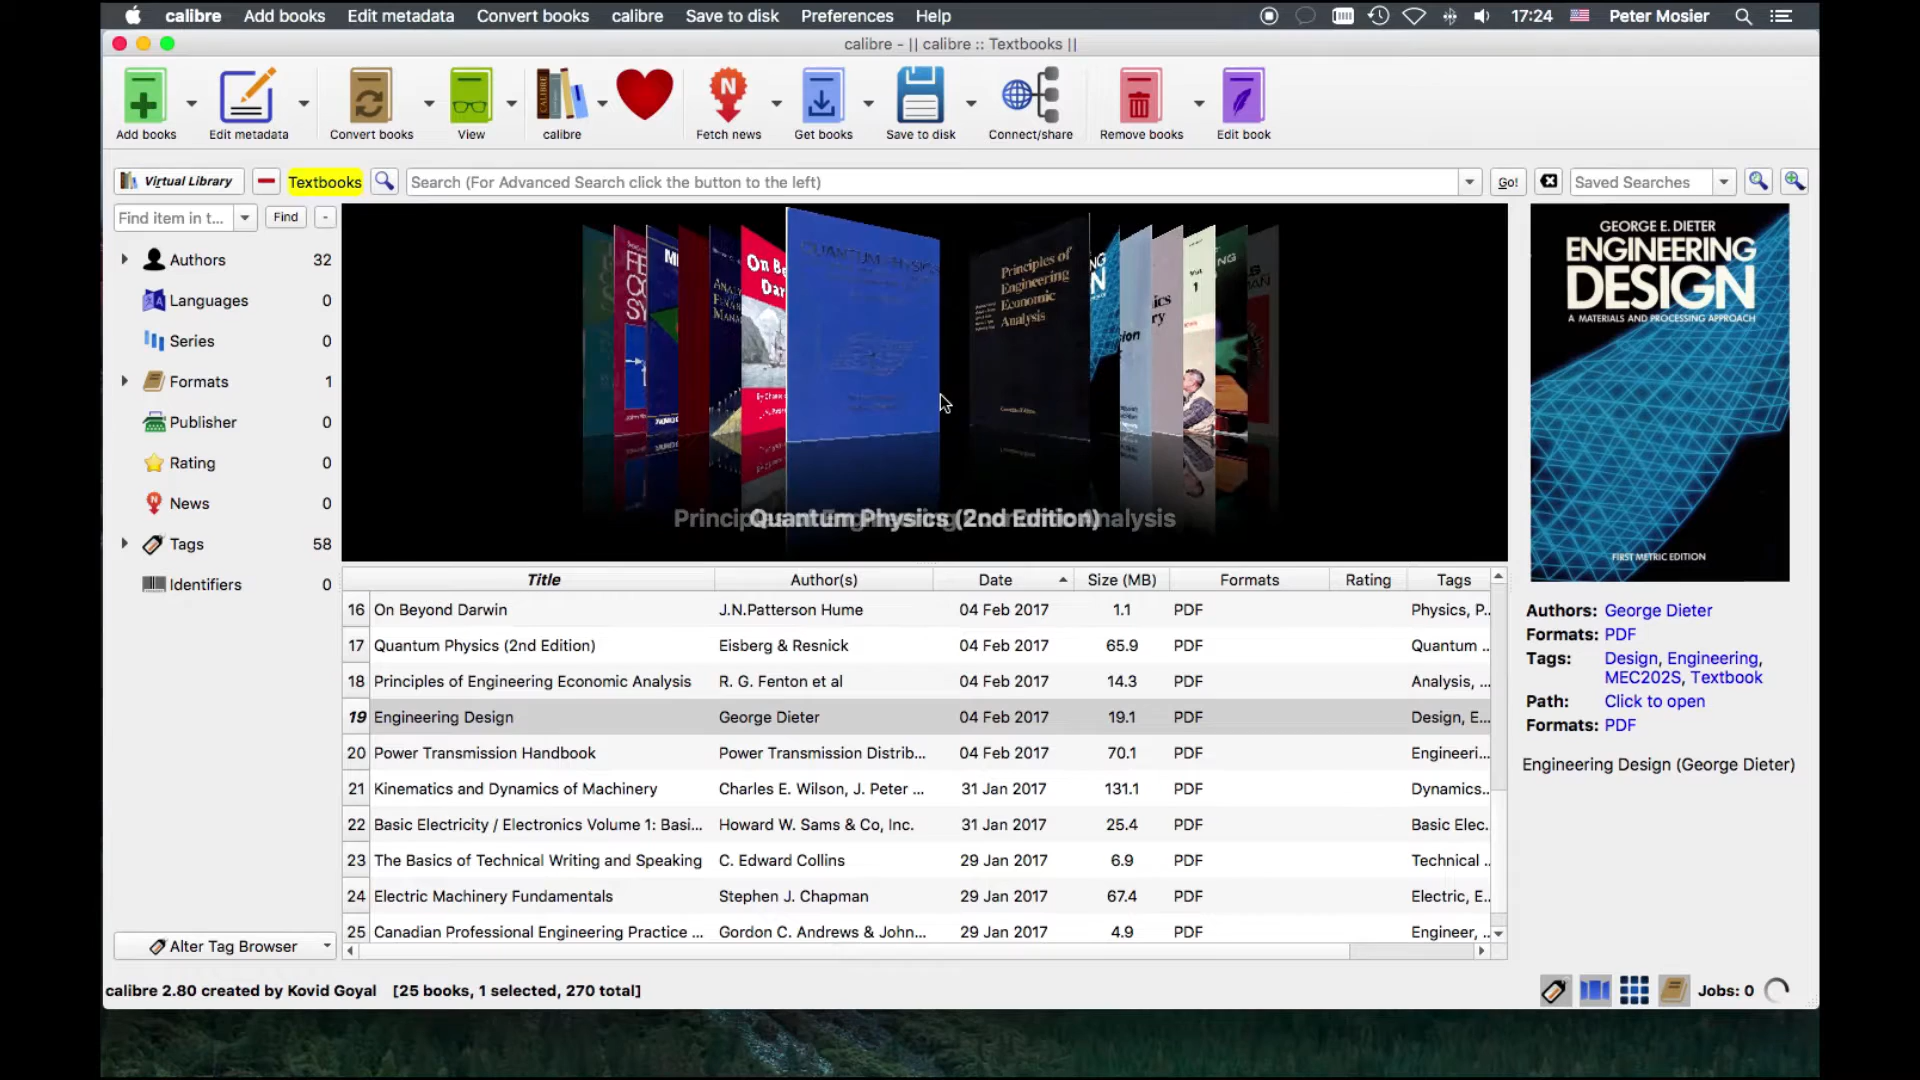 calibre Add books Edit metadata Convert books calibre Save to disk Preferences Help 17:24 Peter Mosier
calibre - || calibre :: Textbooks ||
N
CALIBRE
Add books Edit metadata Convert books View calibre Fetch news Get books Save to disk Connect/share Remove books Edit book
Virtual Library Textbooks Search (For Advanced Search click the button to the left) Go! Saved Searches
Find item in t... Find -
Authors 32
Languages 0
Series 0
Formats 1
Publisher 0
Rating 0
News 0
Tags 58
Identifiers 0
Alter Tag Browser
QUANTUM PHYSICS
Principles of
Engineering
Economic
Analysis
Quantum Physics (2nd Edition)
Title Author(s) Date Size (MB) Formats Rating Tags
16 On Beyond Darwin J.N.Patterson Hume 04 Feb 2017 1.1 PDF Physics, P..
17 Quantum Physics (2nd Edition) Eisberg & Resnick 04 Feb 2017 65.9 PDF Quantum ..
18 Principles of Engineering Economic Analysis R. G. Fenton et al 04 Feb 2017 14.3 PDF Analysis, ...
19 Engineering Design George Dieter 04 Feb 2017 19.1 PDF Design, E...
20 Power Transmission Handbook Power Transmission Distrib... 04 Feb 2017 70.1 PDF Engineeri...
21 Kinematics and Dynamics of Machinery Charles E. Wilson, J. Peter ... 31 Jan 2017 131.1 PDF Dynamics..
22 Basic Electricity / Electronics Volume 1: Basi... Howard W. Sams & Co, Inc. 31 Jan 2017 25.4 PDF Basic Elec.
23 The Basics of Technical Writing and Speaking C. Edward Collins 29 Jan 2017 6.9 PDF Technical ..
24 Electric Machinery Fundamentals Stephen J. Chapman 29 Jan 2017 67.4 PDF Electric, E..
25 Canadian Professional Engineering Practice ... Gordon C. Andrews & John... 29 Jan 2017 4.9 PDF Engineer, ..
GEORGE E. DIETER
ENGINEERING
DESIGN
A MATERIALS AND PROCESSING APPROACH
FIRST METRIC EDITION
Authors: George Dieter
Formats: PDF
Tags: Design, Engineering,
MEC202S, Textbook
Path: Click to open
Formats: PDF
Engineering Design (George Dieter)
calibre 2.80 created by Kovid Goyal [25 books, 1 selected, 270 total] Jobs: 0